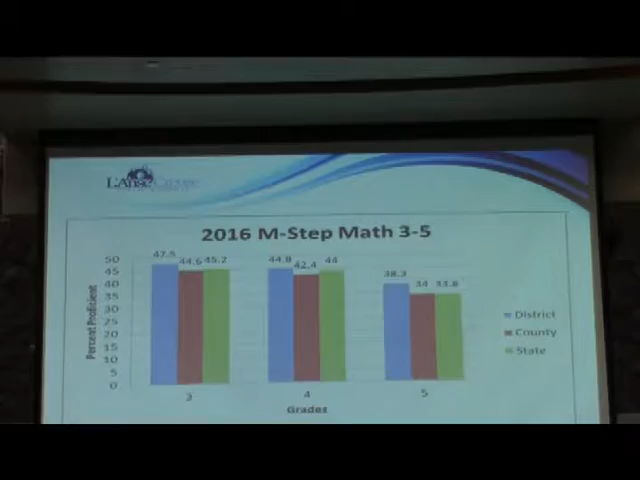 L'Anse Creuse
2016 M-Step Math 3-5
Percent Proficient
50
45
40
35
30
25
20
15
10
5
0
47.5 44.6 45.2
44.8 42.4 44
38.3 34 33.8
3 4 5
Grades
District
County
State